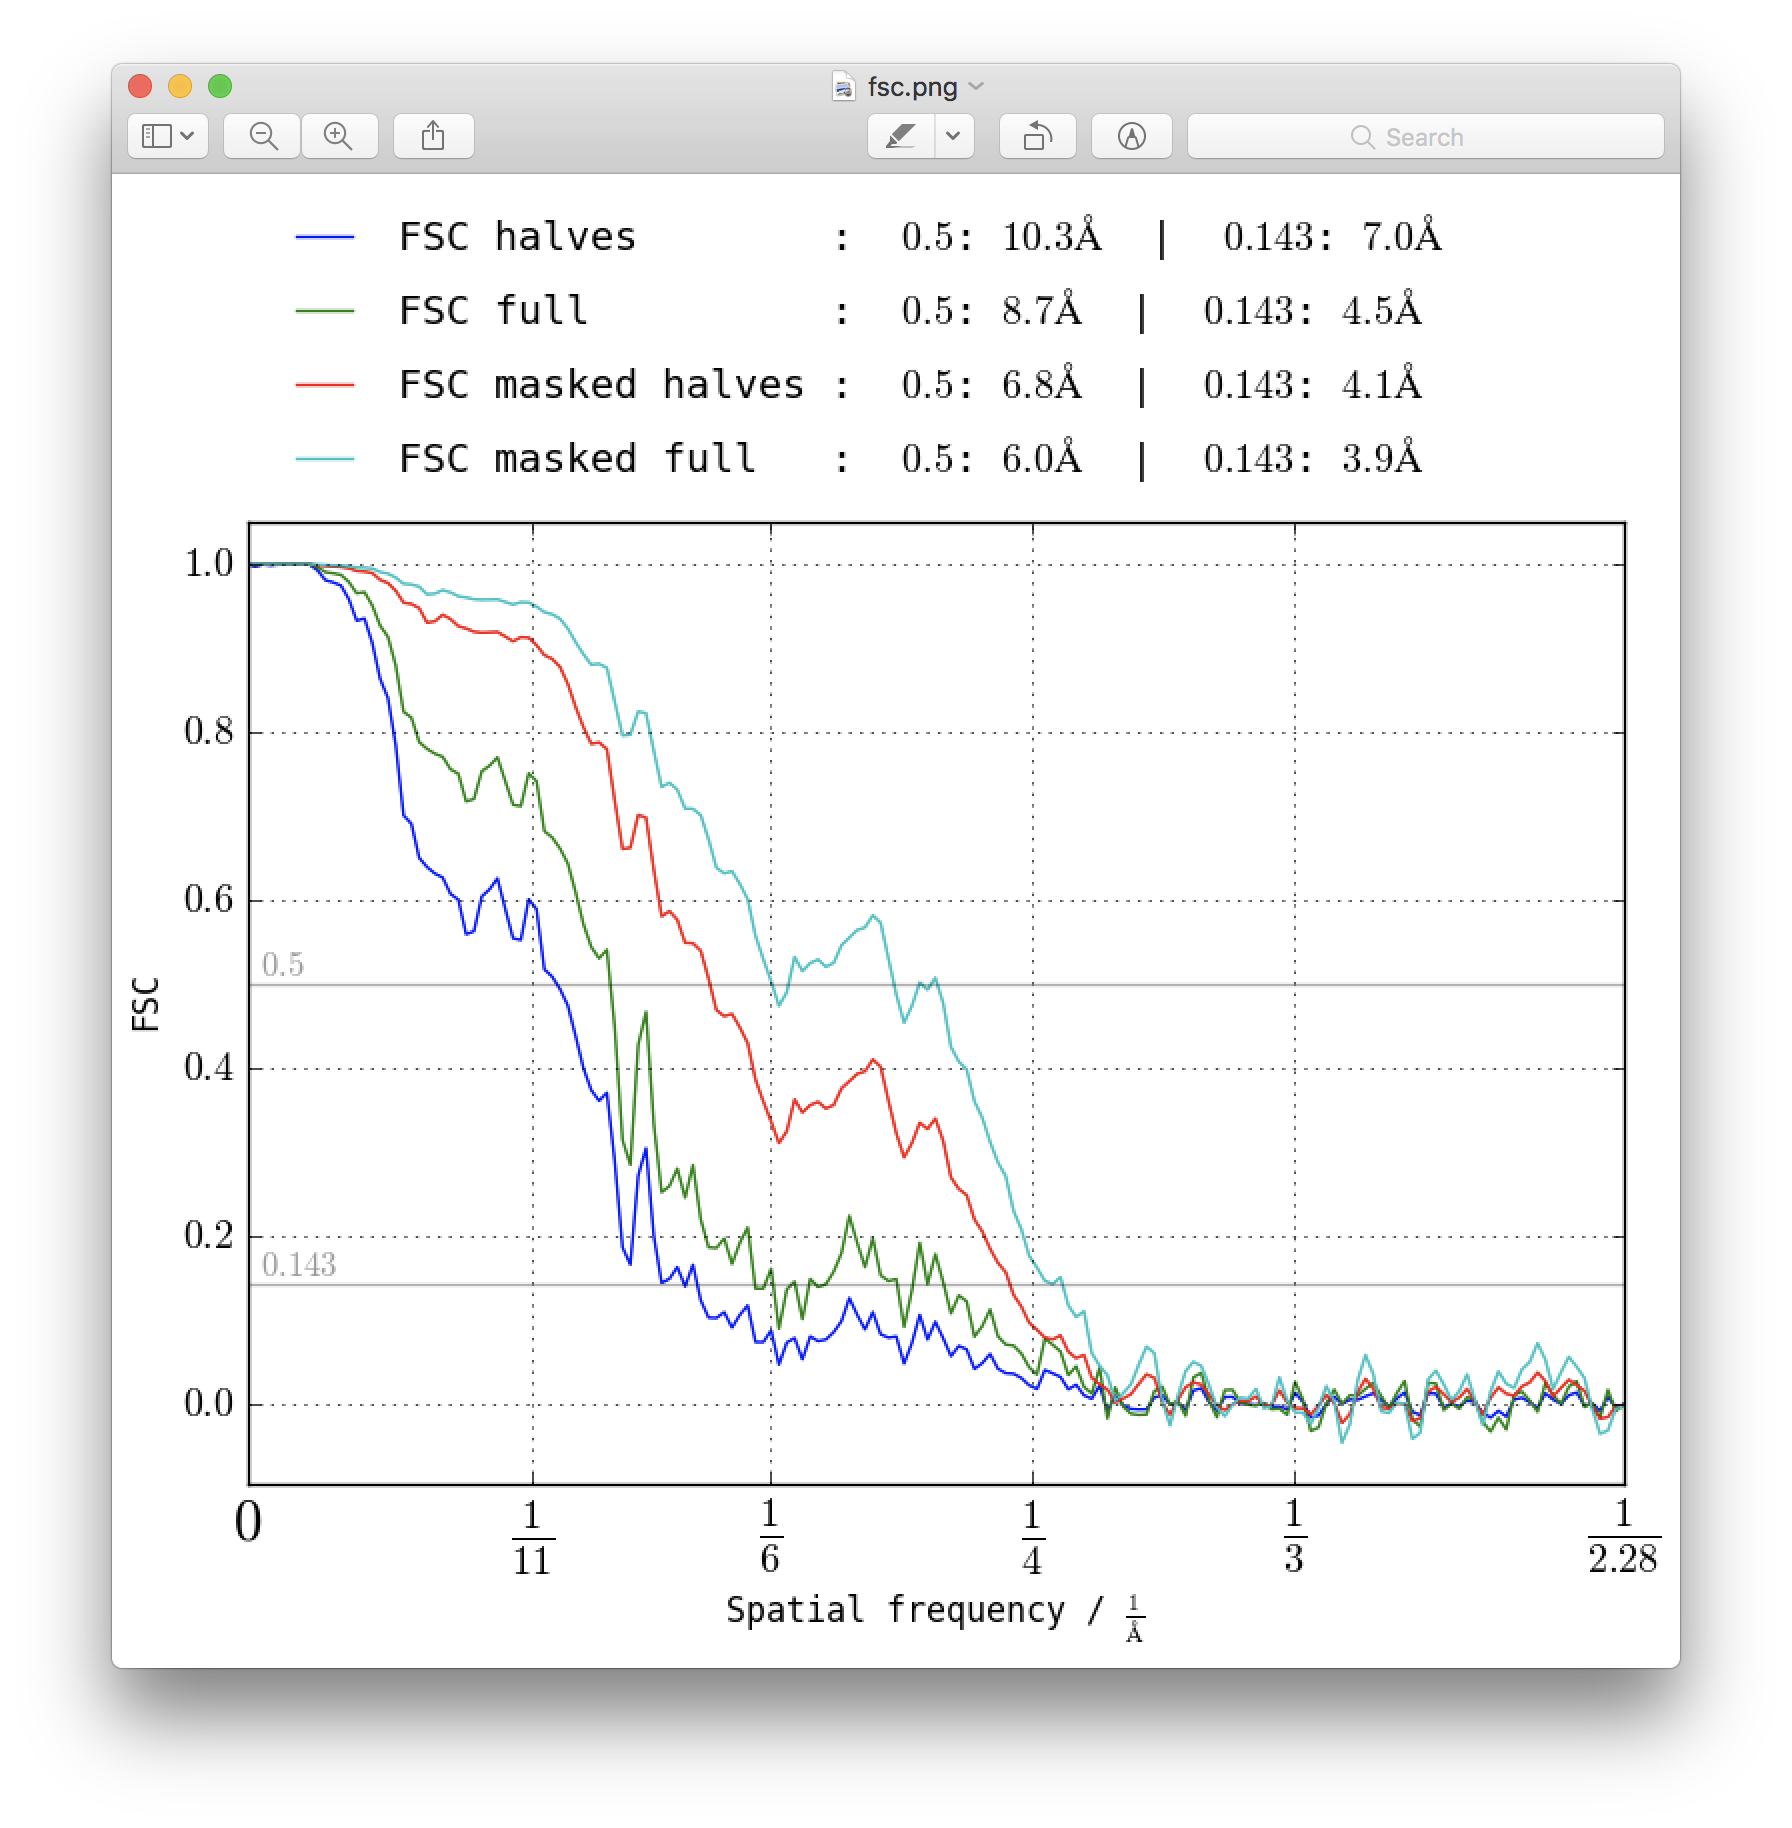 fsc.png
Search
FSC halves : 0.5: 10.3Å | 0.143: 7.0Å
FSC full : 0.5: 8.7Å | 0.143: 4.5Å
FSC masked halves : 0.5: 6.8Å | 0.143: 4.1Å
FSC masked full : 0.5: 6.0Å | 0.143: 3.9Å
1.0
0.8
0.6
0.5
FSC
0.4
0.2
0.143
0.0
0 1/11 1/6 1/4 1/3 1/2.28
Spatial frequency / 1/Å